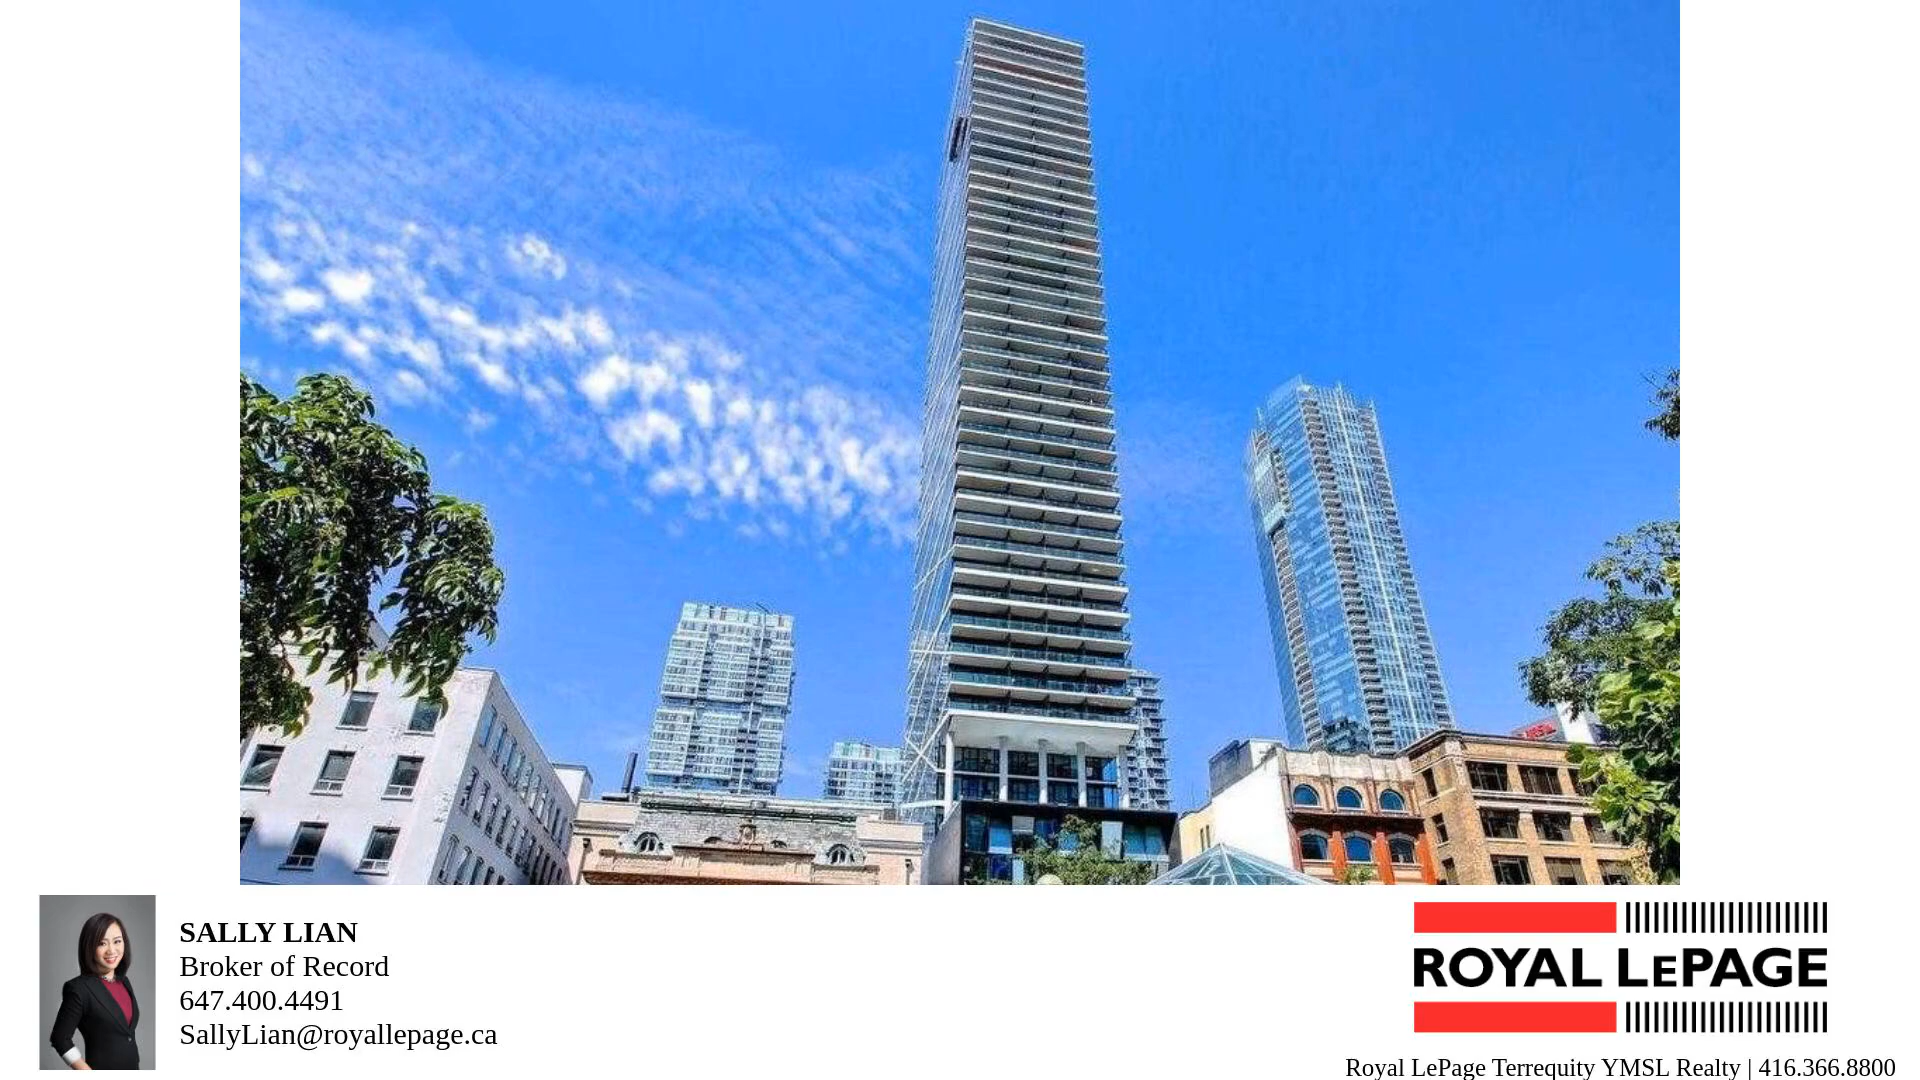 SALLY LIAN
Broker of Record
647.400.4491
SallyLian@royallepage.ca
ROYAL LEPAGE
Royal LePage Terrequity YMSL Realty | 416.366.8800